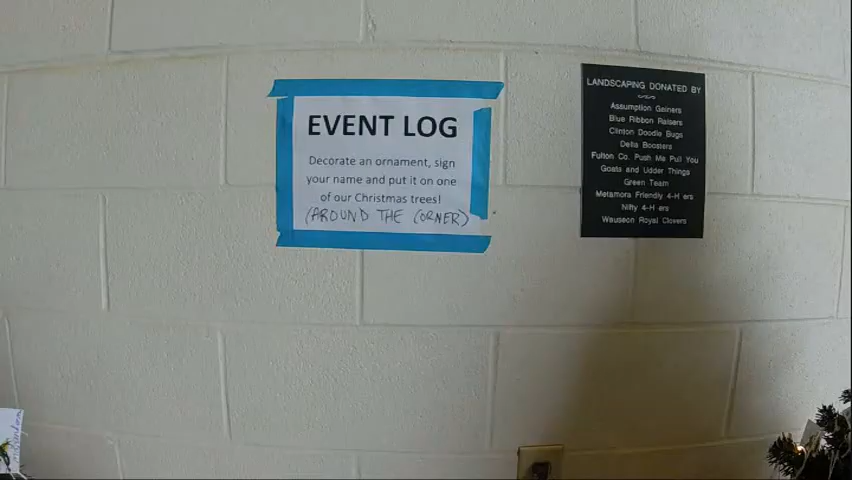 EVENT LOG
Decorate an ornament, sign
your name and put it on one
of our Christmas trees!
(AROUND THE CORNER)
LANDSCAPING DONATED BY
Assumption Gainers
Blue Ribbon Raisers
Clinton Doodle Bugs
Delta Boosters
Fulton Co. Push Me Pull You
Goats and Udder Things
Green Team
Metamora Friendly 4-H ers
Nifty 4-H ers
Wauseon Royal Clovers